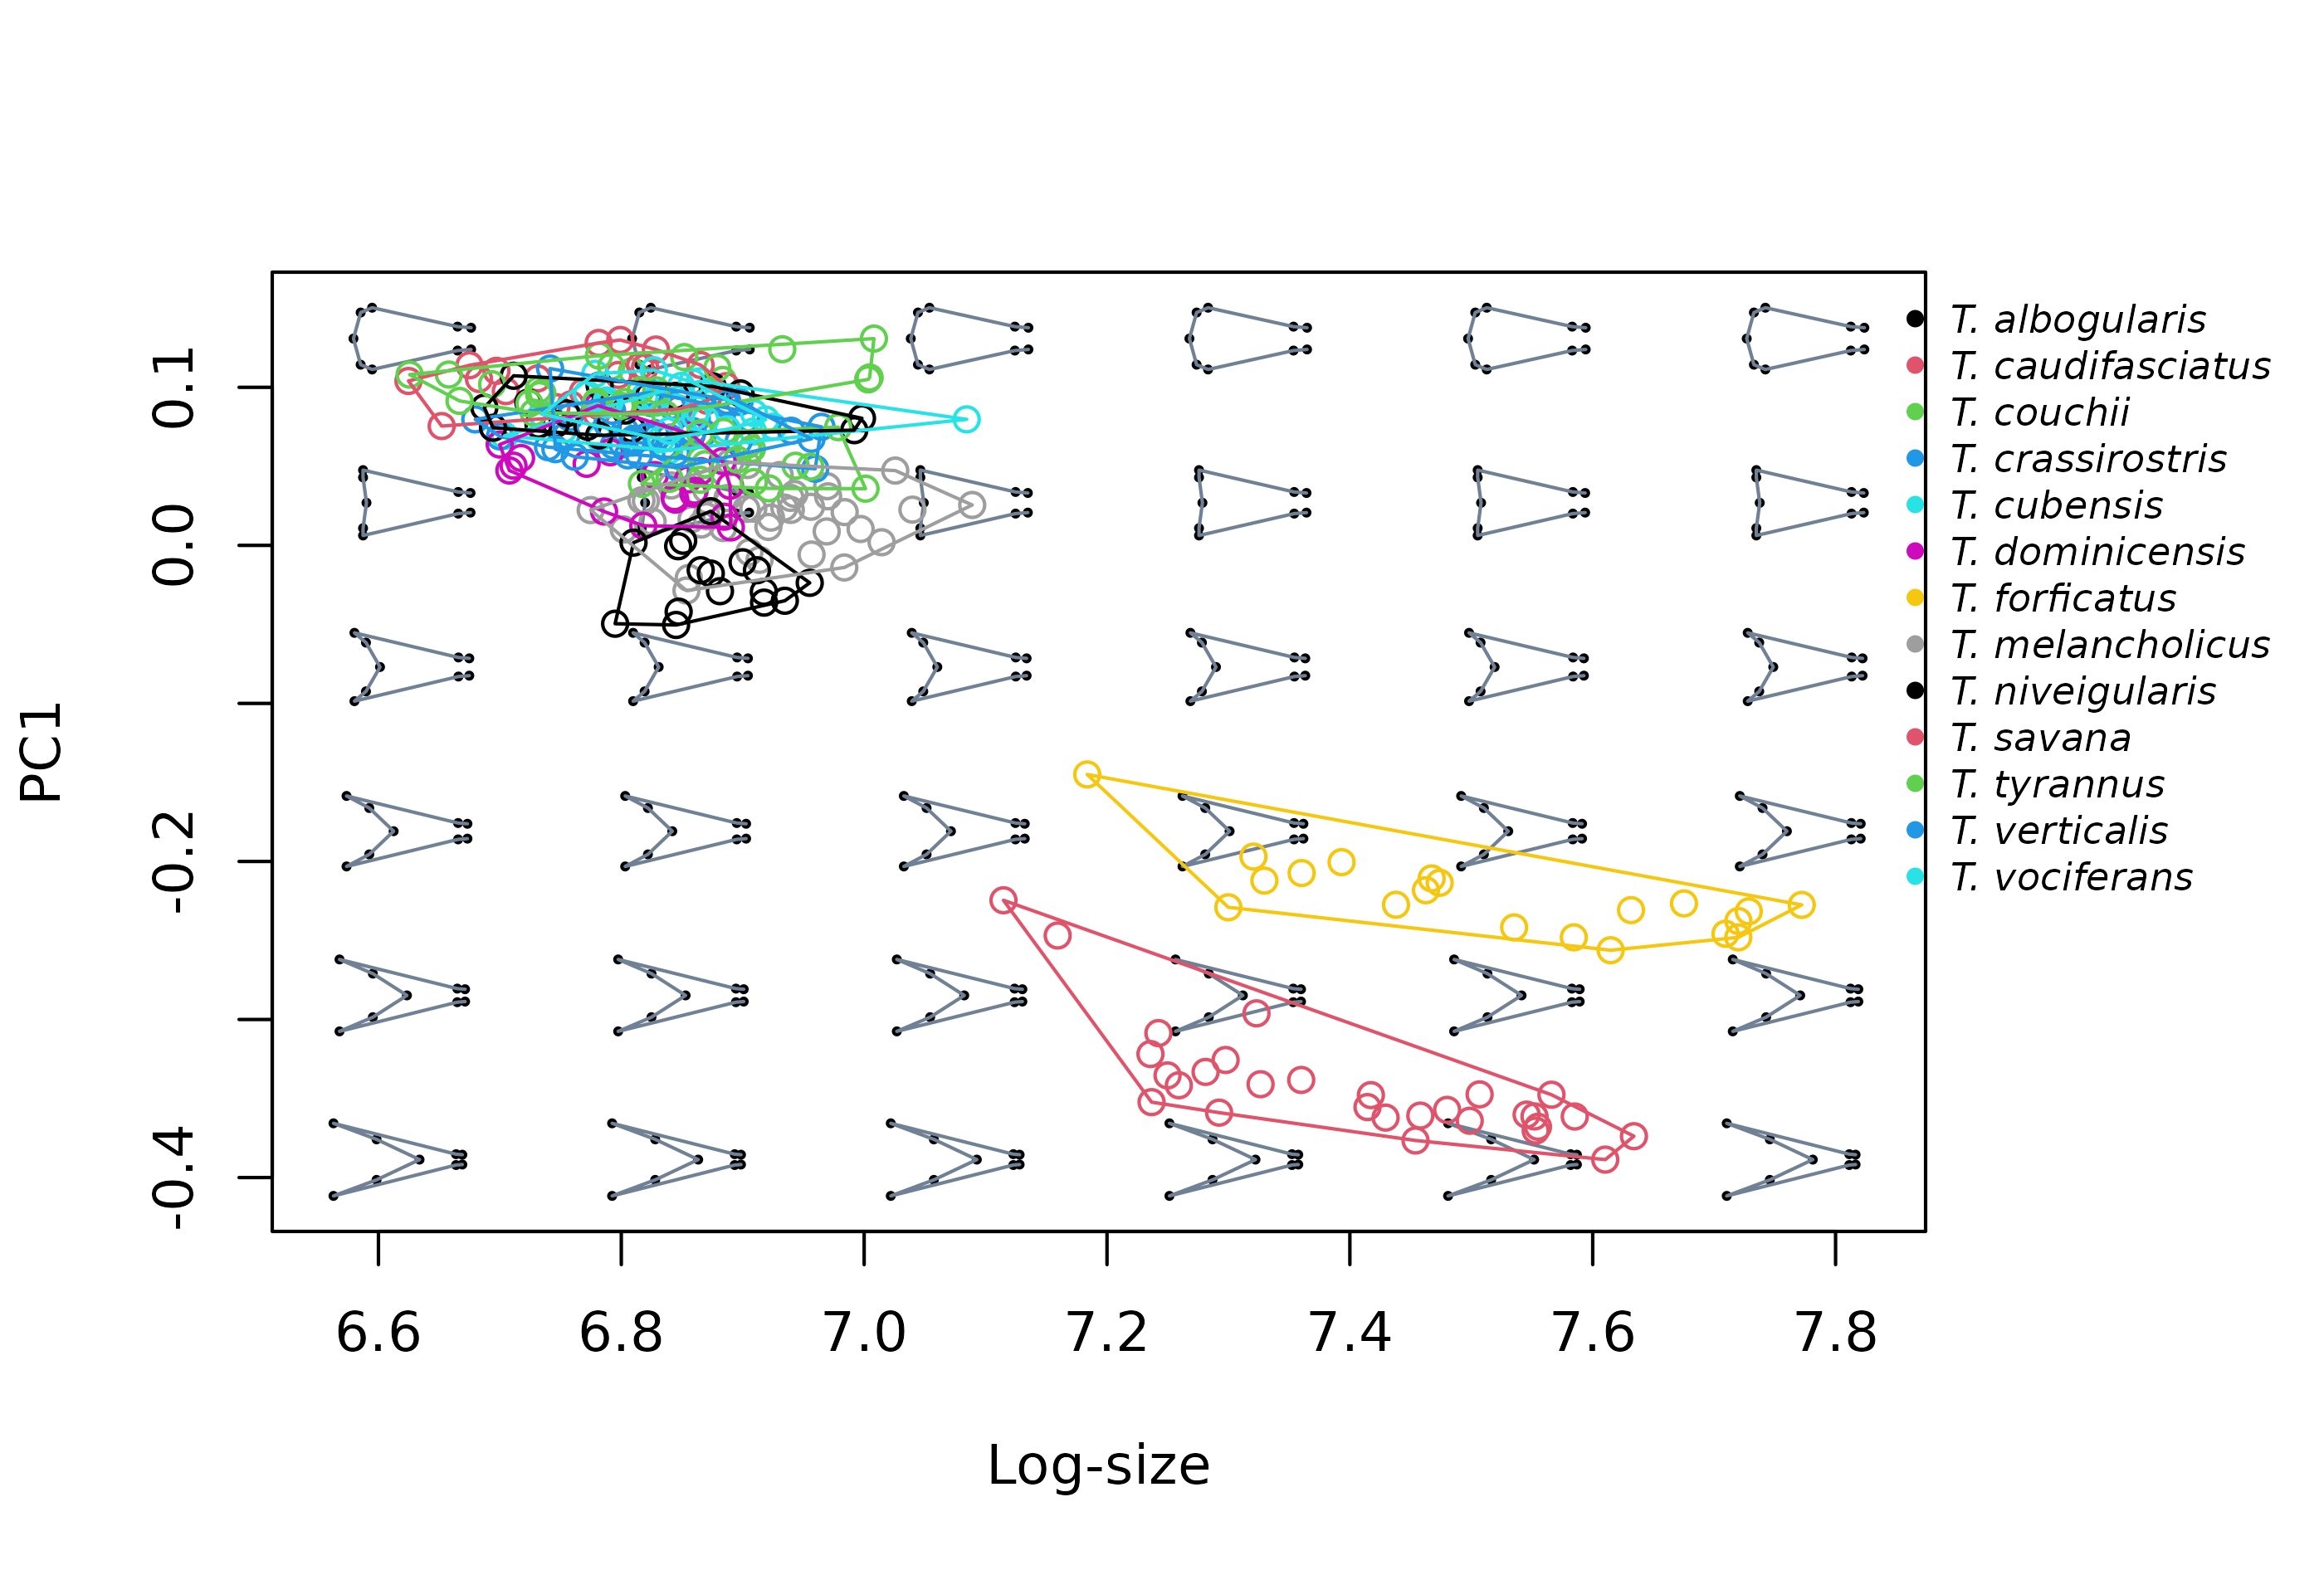 0.1
0.0
-0.2
-0.4
PC1
6.6 6.8 7.0 7.2 7.4 7.6 7.8
Log-size
T. albogularis
T. caudifasciatus
T. couchii
T. crassirostris
T. cubensis
T. dominicensis
T. forficatus
T. melancholicus
T. niveigularis
T. savana
T. tyrannus
T. verticalis
T. vociferans